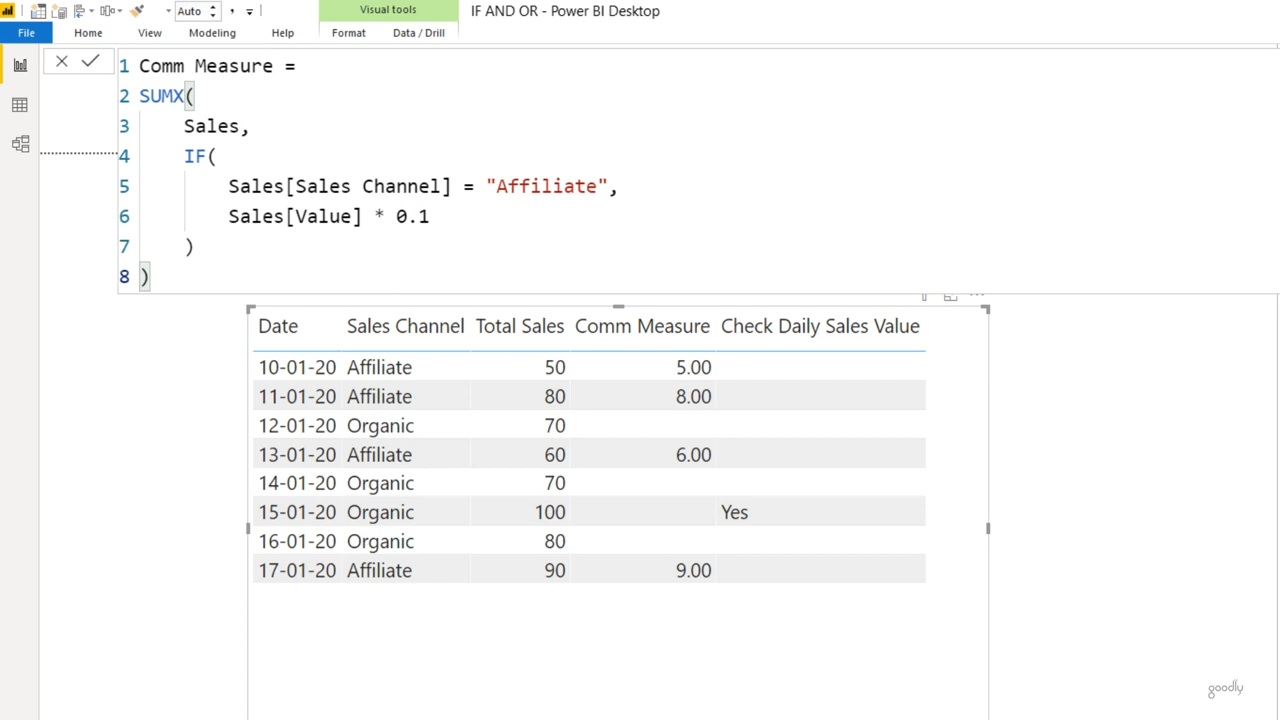 Auto
Visual tools
IF AND OR - Power BI Desktop
File Home View Modeling Help Format Data / Drill
1 Comm Measure =
2 SUMX(
3 Sales,
4 IF(
5 Sales[Sales Channel] = "Affiliate",
6 Sales[Value] * 0.1
7 )
8 )
Date Sales Channel Total Sales Comm Measure Check Daily Sales Value
10-01-20 Affiliate 50 5.00
11-01-20 Affiliate 80 8.00
12-01-20 Organic 70
13-01-20 Affiliate 60 6.00
14-01-20 Organic 70
15-01-20 Organic 100 Yes
16-01-20 Organic 80
17-01-20 Affiliate 90 9.00
goodly